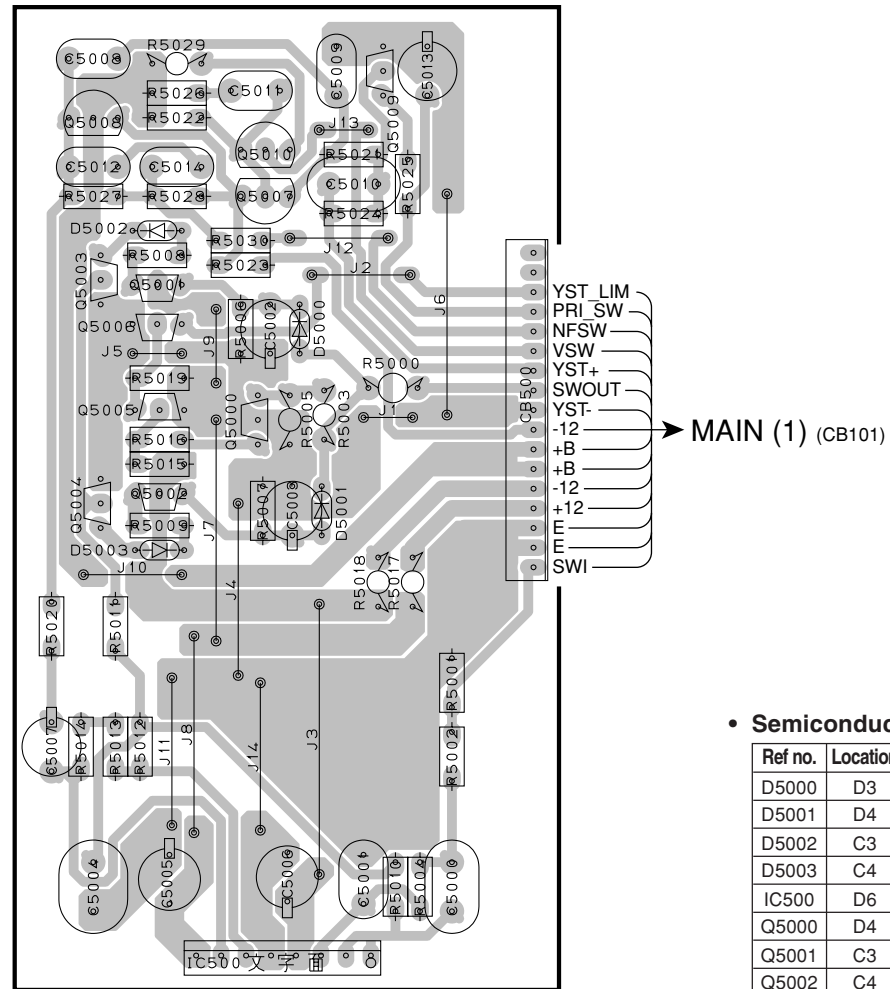 C5008
R5029
C5009
C5013
R5026
C5011
Q5008
R5022
Q5009
J13
Q5010
R5021
C5012
C5014
C5010
R5025
R5027
R5028
Q5007
R5024
D5002
R5030
J12
R5008
R5023
J2
Q5003
Q5001
J6
YST_LIM
C5002
D5000
PRI_SW
Q5006
J9
NFSW
J5
R5000
VSW
R5019
YST+
CB500
SWOUT
Q5005
Q5000
R5005
R5003
J1
YST-
-12
MAIN (1) (CB101)
R5016
+B
R5015
+B
Q5004
Q5002
R5007
C5003
D5001
-12
R5009
J7
+12
D5003
E
J10
E
J4
R5018
R5017
SWI
R5020
R5011
R5001
• Semiconduc
C5007
R5014
R5013
R5012
J11
J8
J14
J3
R5002
Ref no. Location
D5000 D3
D5001 D4
D5002 C3
C5004
C5005
C5006
C5001
R5010
C5000
D5003 C4
IC500 D6
Q5000 D4
Q5001 C3
IC500 文字面
Q5002 C4